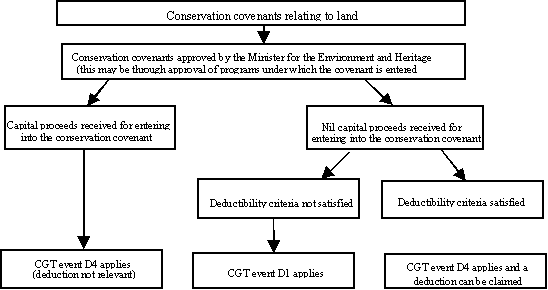 Conservation covenants relating to land
Conservation covenants approved by the Minister for the Environment and Heritage
(this may be through approval of programs under which the covenant is entered
Capital proceeds received for entering
into the conservation covenant
Nil capital proceeds received for
entering into the conservation covenant
Deductibility criteria not satisfied
Deductibility criteria satisfied
CGT event D4 applies
(deduction not relevant)
CGT event D1 applies
CGT event D4 applies and a
deduction can be claimed